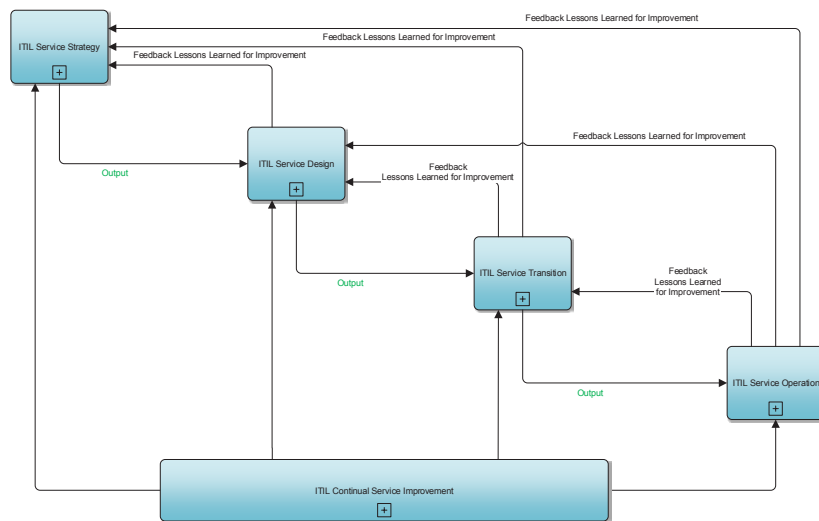 Feedback Lessons Learned for Improvement
Feedback Lessons Learned for Improvement
ITIL Service Strategy
Feedback Lessons Learned for Improvement
Feedback Lessons Learned for Improvement
ITIL Service Design
Feedback
Lessons Learned for Improvement
Output
ITIL Service Transition
Feedback
Lessons Learned
for Improvement
Output
ITIL Service Operation
Output
ITIL Continual Service Improvement